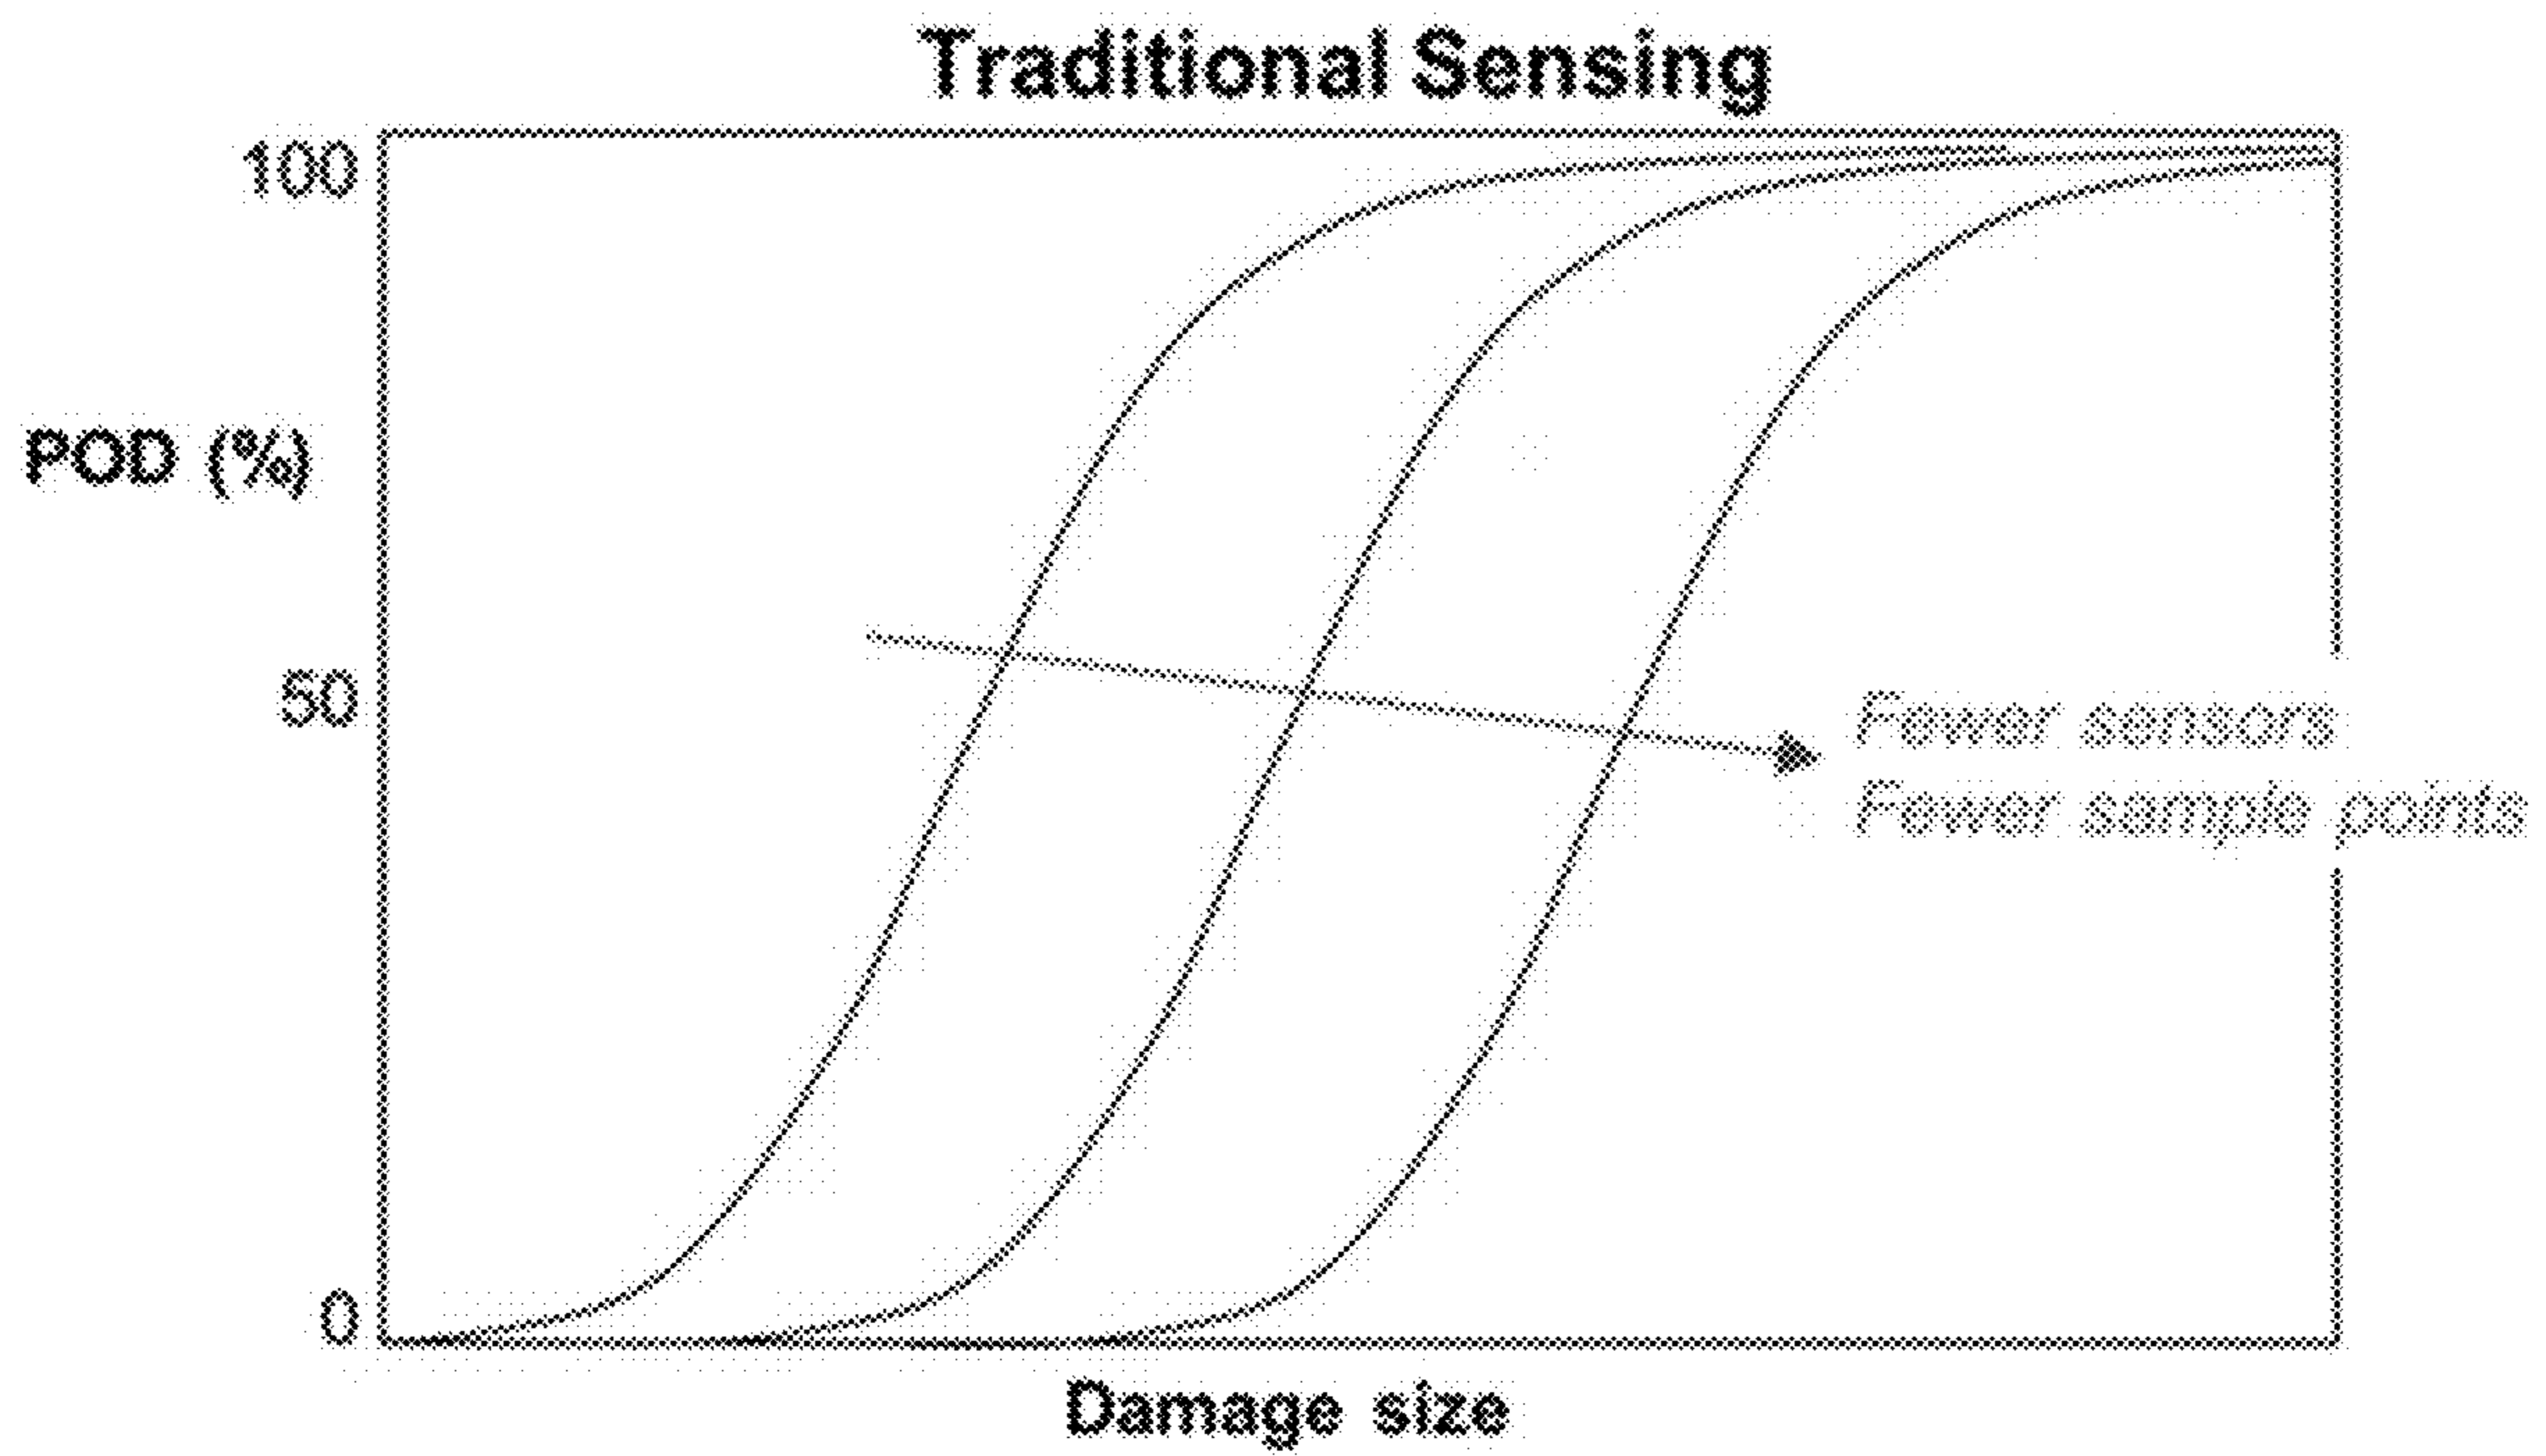 Traditional Sensing
100
POD (%)
50
Fewer sensors
Fewer sample points
0
Damage size